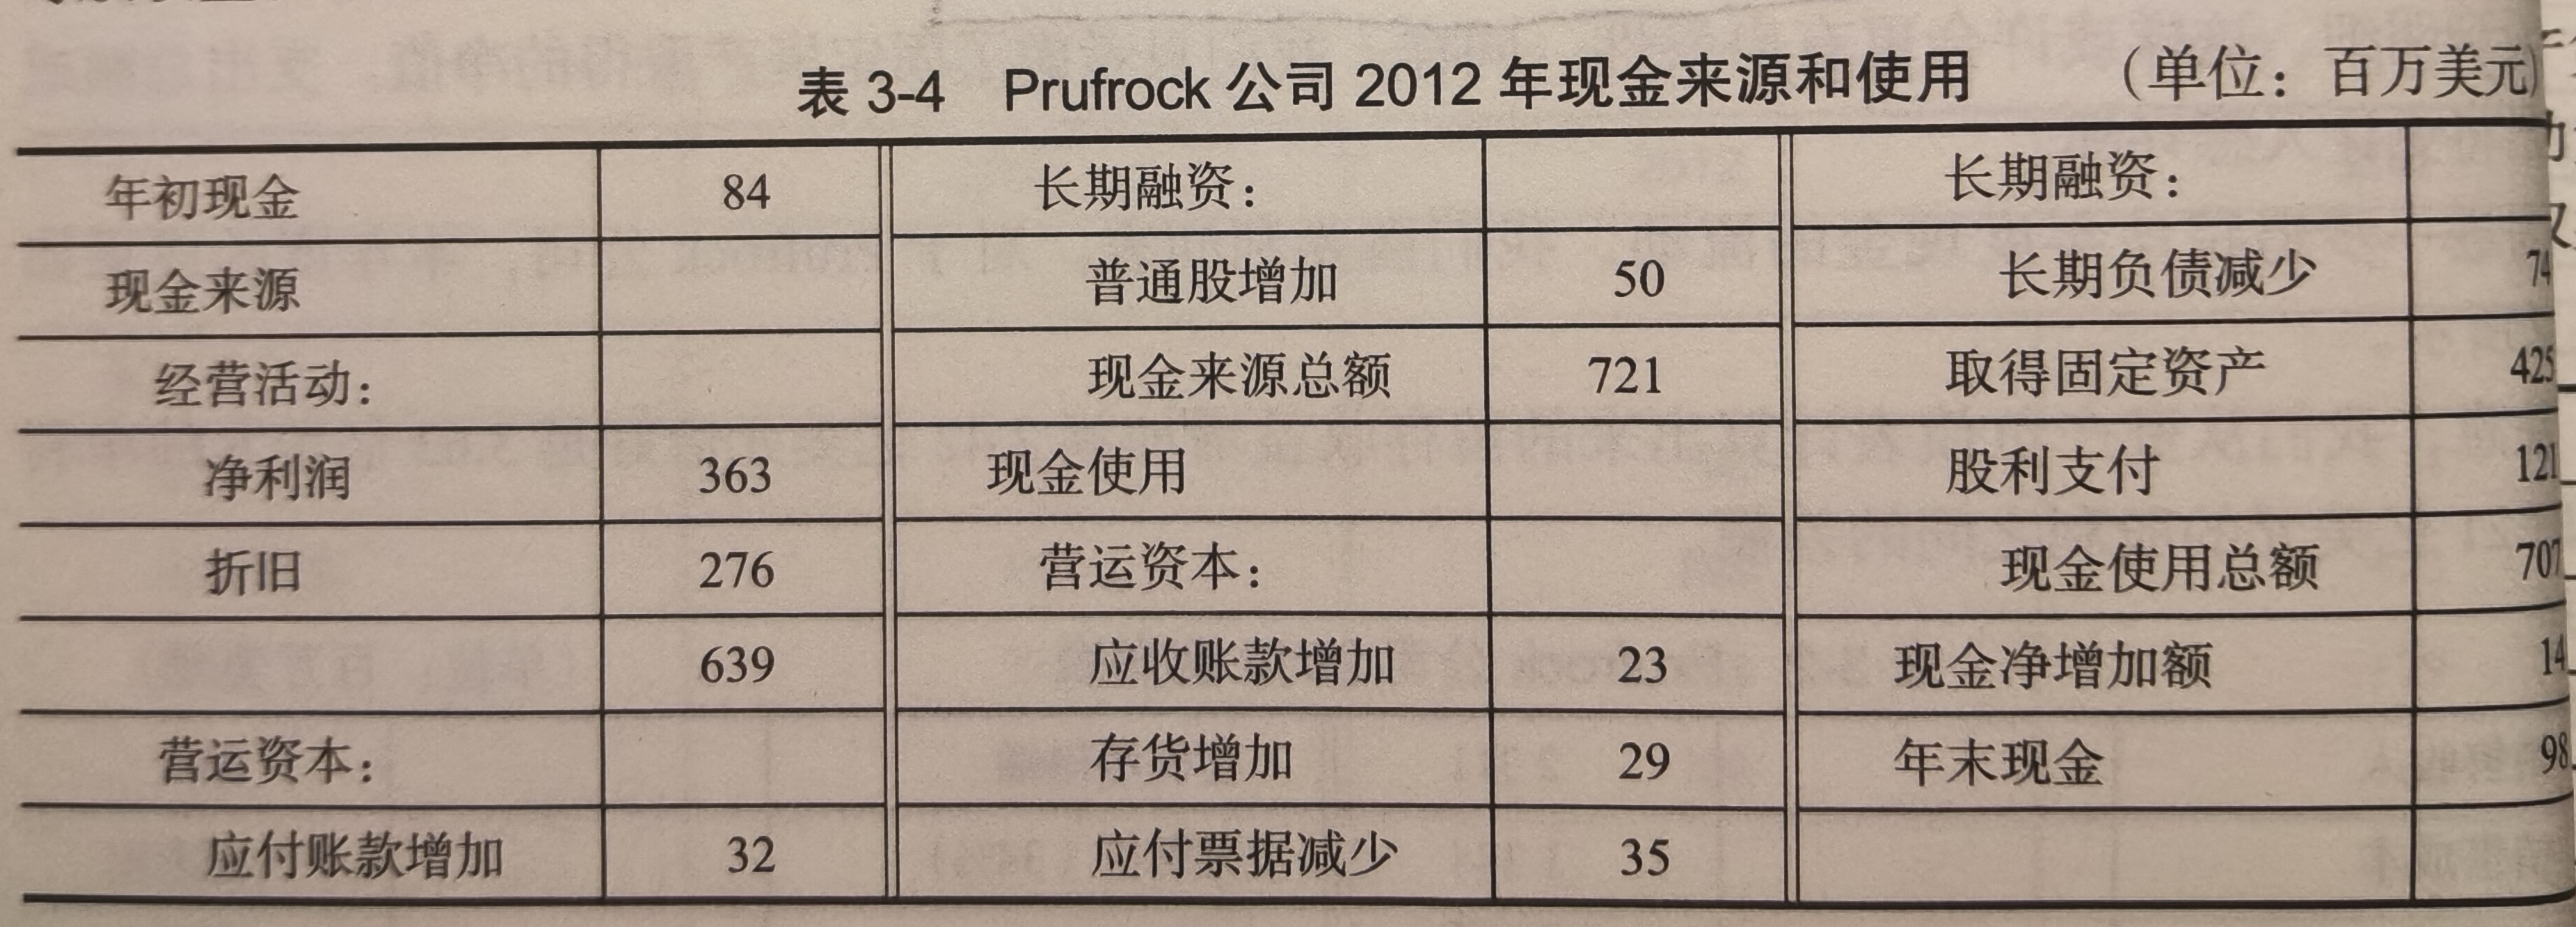 表 3-4 Prufrock 公司 2012 年现金来源和使用 （单位：百万美元）
年初现金 84 长期融资： 长期融资：
现金来源 普通股增加 50 长期负债减少 74
经营活动： 现金来源总额 721 取得固定资产 425
净利润 363 现金使用 股利支付 121
折旧 276 营运资本： 现金使用总额 707
639 应收账款增加 23 现金净增加额 14
营运资本： 存货增加 29 年末现金 98
应付账款增加 32 应付票据减少 35